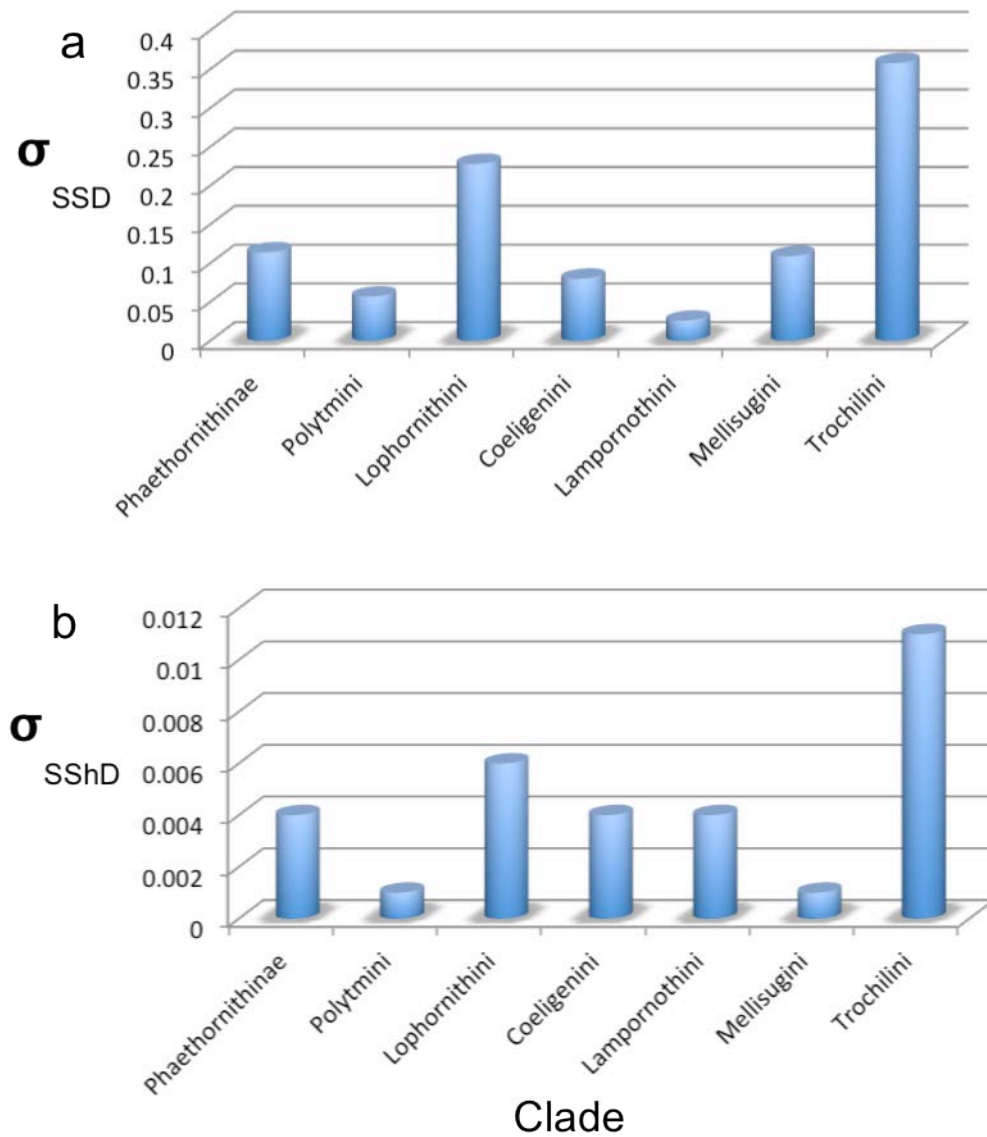 a
0.4
0.35
0.3
0.25
0.2
0.15
0.1
0.05
0
σ
SSD
Phaethornithinae
Polytmini
Lophornithini
Coeligenini
Lampornothini
Mellisugini
Trochilini
b
0.012
0.01
0.008
0.006
0.004
0.002
0
σ
SShD
Phaethornithinae
Polytmini
Lophornithini
Coeligenini
Lampornothini
Mellisugini
Trochilini
Clade